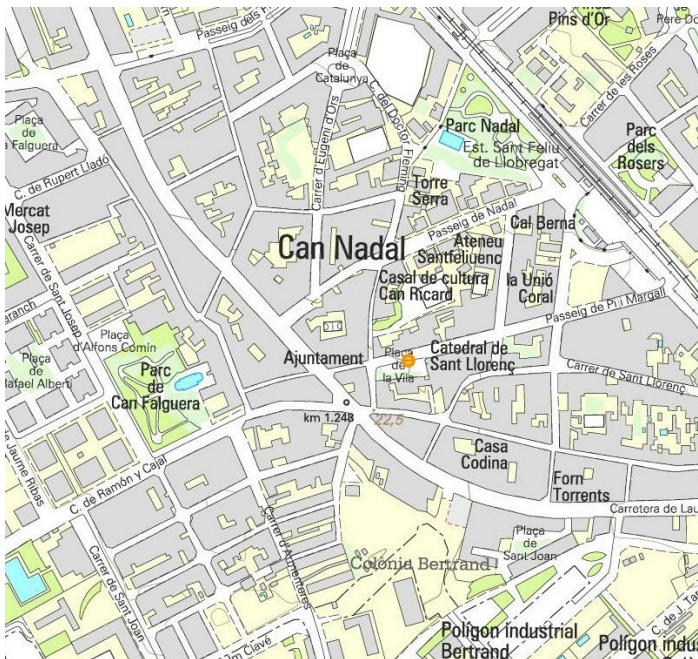 Pins d'Or
Passeig dels
Plaça
de
Catalunya
C. del Doctor Fleming
Carrer d'Eugeni d'Ors
Carrer de les Roses
Plaça
de
Falguera
C. de Rupert Lladó
Parc Nadal
Est. Sant Feliu
de Llobregat
Parc
dels
Rosers
Torre
Serra
Mercat
Josep
Carrer de Sant Josep
Passeig de Nadal
Cal Berna
Can Nadal
Ateneu
Santfeliuenc
Casal de cultura
Can Ricard
la Unió
Coral
Passeig de Pi i Margall
Plaça
d'Alfons Comín
Plaça
de
Rafael Alberti
Parc
de
Can Falguera
Ajuntament
Plaça
de
la Vila
Catedral de
Sant Llorenç
Carrer de Sant Llorenç
km 1.248
22,5
Casa
Codina
Forn
Torrents
de Jaume Ribas
C. de Ramón y Cajal
Carretera de Lau
Carrer d'Armenteres
Plaça
de
Sant Joan
Carrer de Sant Joan
Colònia Bertrand
Clavé
Polígon industrial
Bertrand
C. de J. Ta
Polígon indu